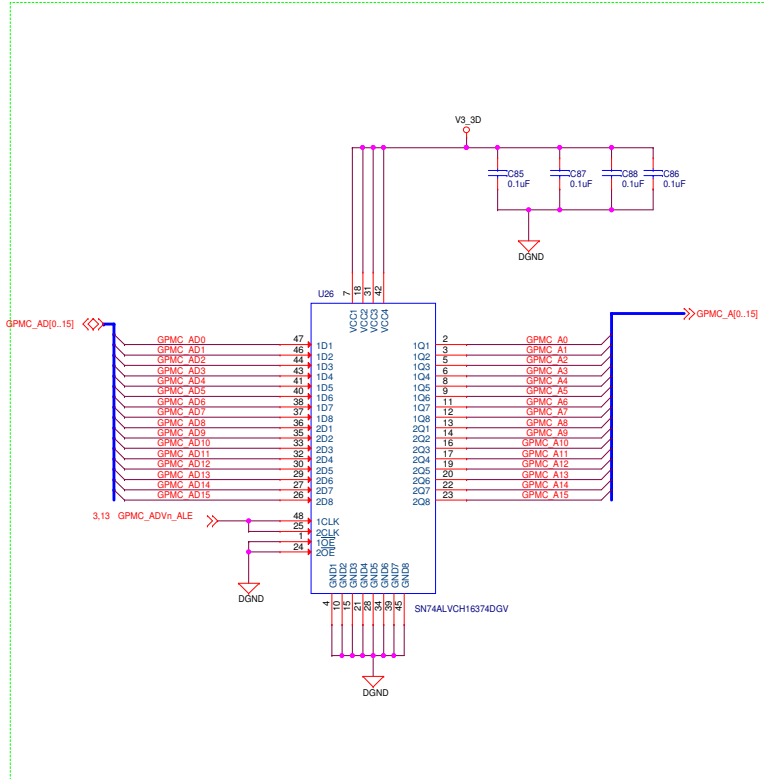 V3_3D
C85
0.1uF
C87
0.1uF
C88
0.1uF
C86
0.1uF
DGND
U26
7
18
31
42
VCC1
VCC2
VCC3
VCC4
GPMC_AD[0..15]
GPMC_A[0..15]
GPMC_AD0 47 1D1 1Q1 2 GPMC_A0
GPMC_AD1 46 1D2 1Q2 3 GPMC_A1
GPMC_AD2 44 1D3 1Q3 5 GPMC_A2
GPMC_AD3 43 1D4 1Q4 6 GPMC_A3
GPMC_AD4 41 1D5 1Q5 8 GPMC_A4
GPMC_AD5 40 1D6 1Q6 9 GPMC_A5
GPMC_AD6 38 1D7 1Q7 11 GPMC_A6
GPMC_AD7 37 1D8 1Q8 12 GPMC_A7
GPMC_AD8 36 2D1 2Q1 13 GPMC_A8
GPMC_AD9 35 2D2 2Q2 14 GPMC_A9
GPMC_AD10 33 2D3 2Q3 16 GPMC_A10
GPMC_AD11 32 2D4 2Q4 17 GPMC_A11
GPMC_AD12 30 2D5 2Q5 19 GPMC_A12
GPMC_AD13 29 2D6 2Q6 20 GPMC_A13
GPMC_AD14 27 2D7 2Q7 22 GPMC_A14
GPMC_AD15 26 2D8 2Q8 23 GPMC_A15
3,13 GPMC_ADVn_ALE 48 1CLK
25 2CLK
1 1OE
24 2OE
DGND
GND1
GND2
GND3
GND4
GND5
GND6
GND7
GND8
4
10
15
21
28
34
39
45
SN74ALVCH16374DGV
DGND